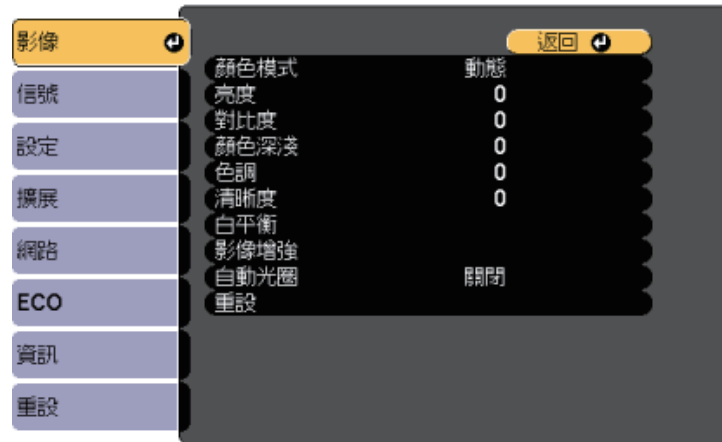 影像
信號
設定
擴展
網路
ECO
資訊
重設
返回
顏色模式 動態
亮度 0
對比度 0
顏色深淺 0
色調 0
清晰度 0
白平衡
影像增強
自動光圈 關閉
重設